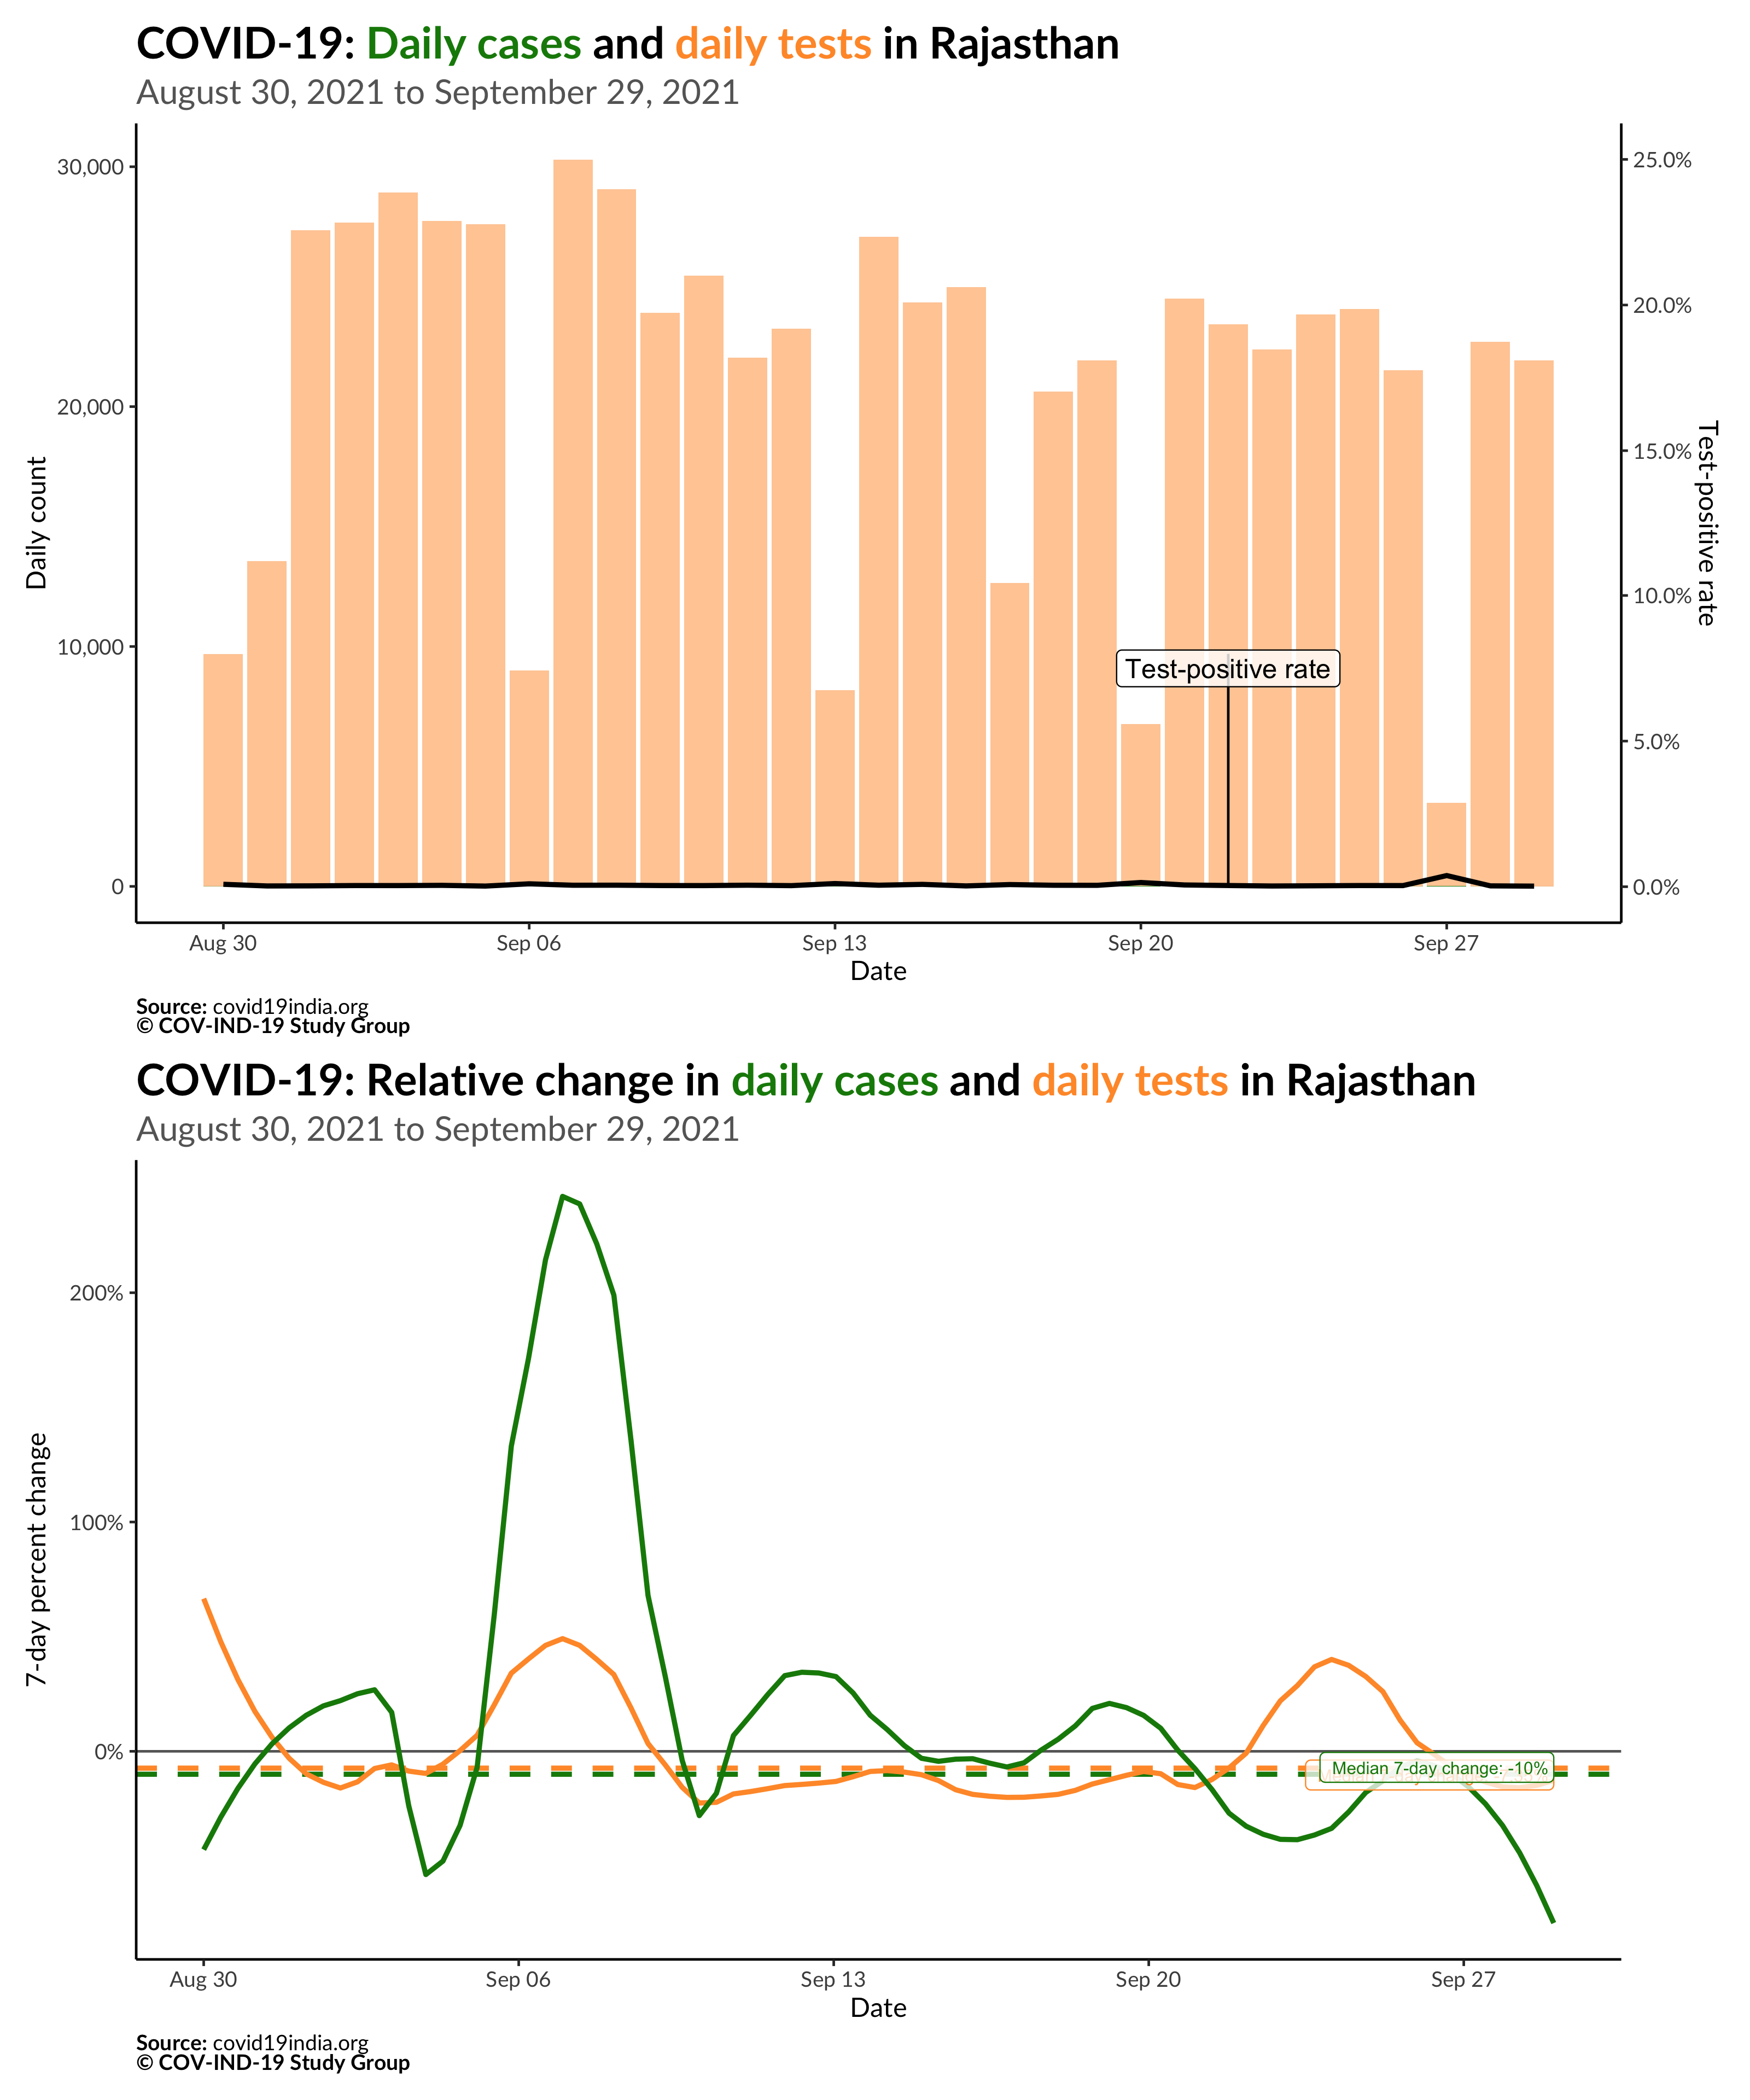 COVID-19: Daily cases and daily tests in Rajasthan
August 30, 2021 to September 29, 2021
30,000
20,000
10,000
0
Daily count
25.0%
20.0%
15.0%
10.0%
5.0%
0.0%
Test-positive rate
Test-positive rate
Aug 30
Sep 06
Sep 13
Sep 20
Sep 27
Date
Source: covid19india.org
© COV-IND-19 Study Group
COVID-19: Relative change in daily cases and daily tests in Rajasthan
August 30, 2021 to September 29, 2021
200%
100%
0%
7-day percent change
Median 7-day change: -10%
Aug 30
Sep 06
Sep 13
Sep 20
Sep 27
Date
Source: covid19india.org
© COV-IND-19 Study Group